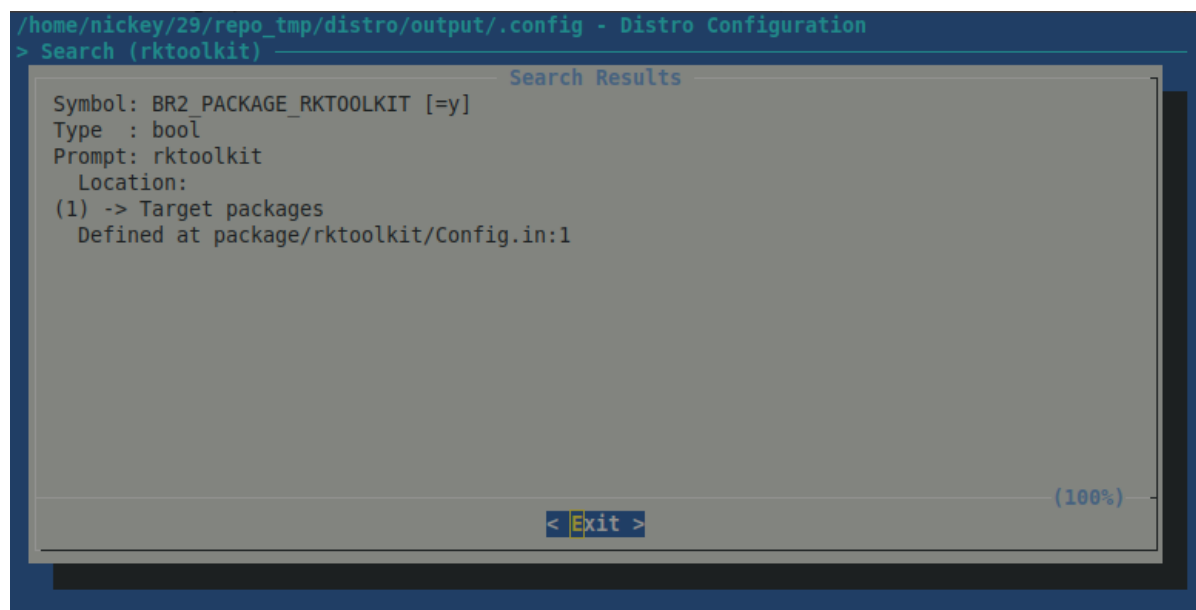 /home/nickey/29/repo_tmp/distro/output/.config - Distro Configuration
> Search (rktoolkit)
Search Results
Symbol: BR2_PACKAGE_RKTOOLKIT [=y]
Type  : bool
Prompt: rktoolkit
  Location:
(1) -> Target packages
  Defined at package/rktoolkit/Config.in:1
(100%)
< Exit >